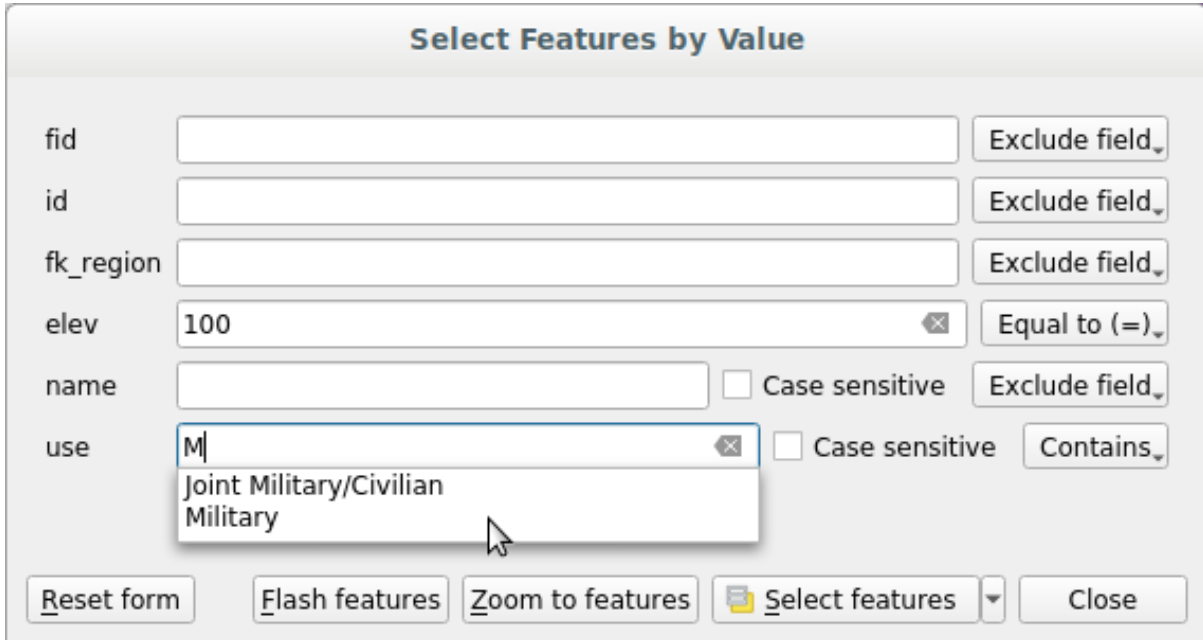 Select Features by Value
fid Exclude field
id Exclude field
fk_region Exclude field
elev 100 Equal to (=)
name Case sensitive Exclude field
use M Case sensitive Contains
Joint Military/Civilian
Military
Reset form Flash features Zoom to features Select features Close